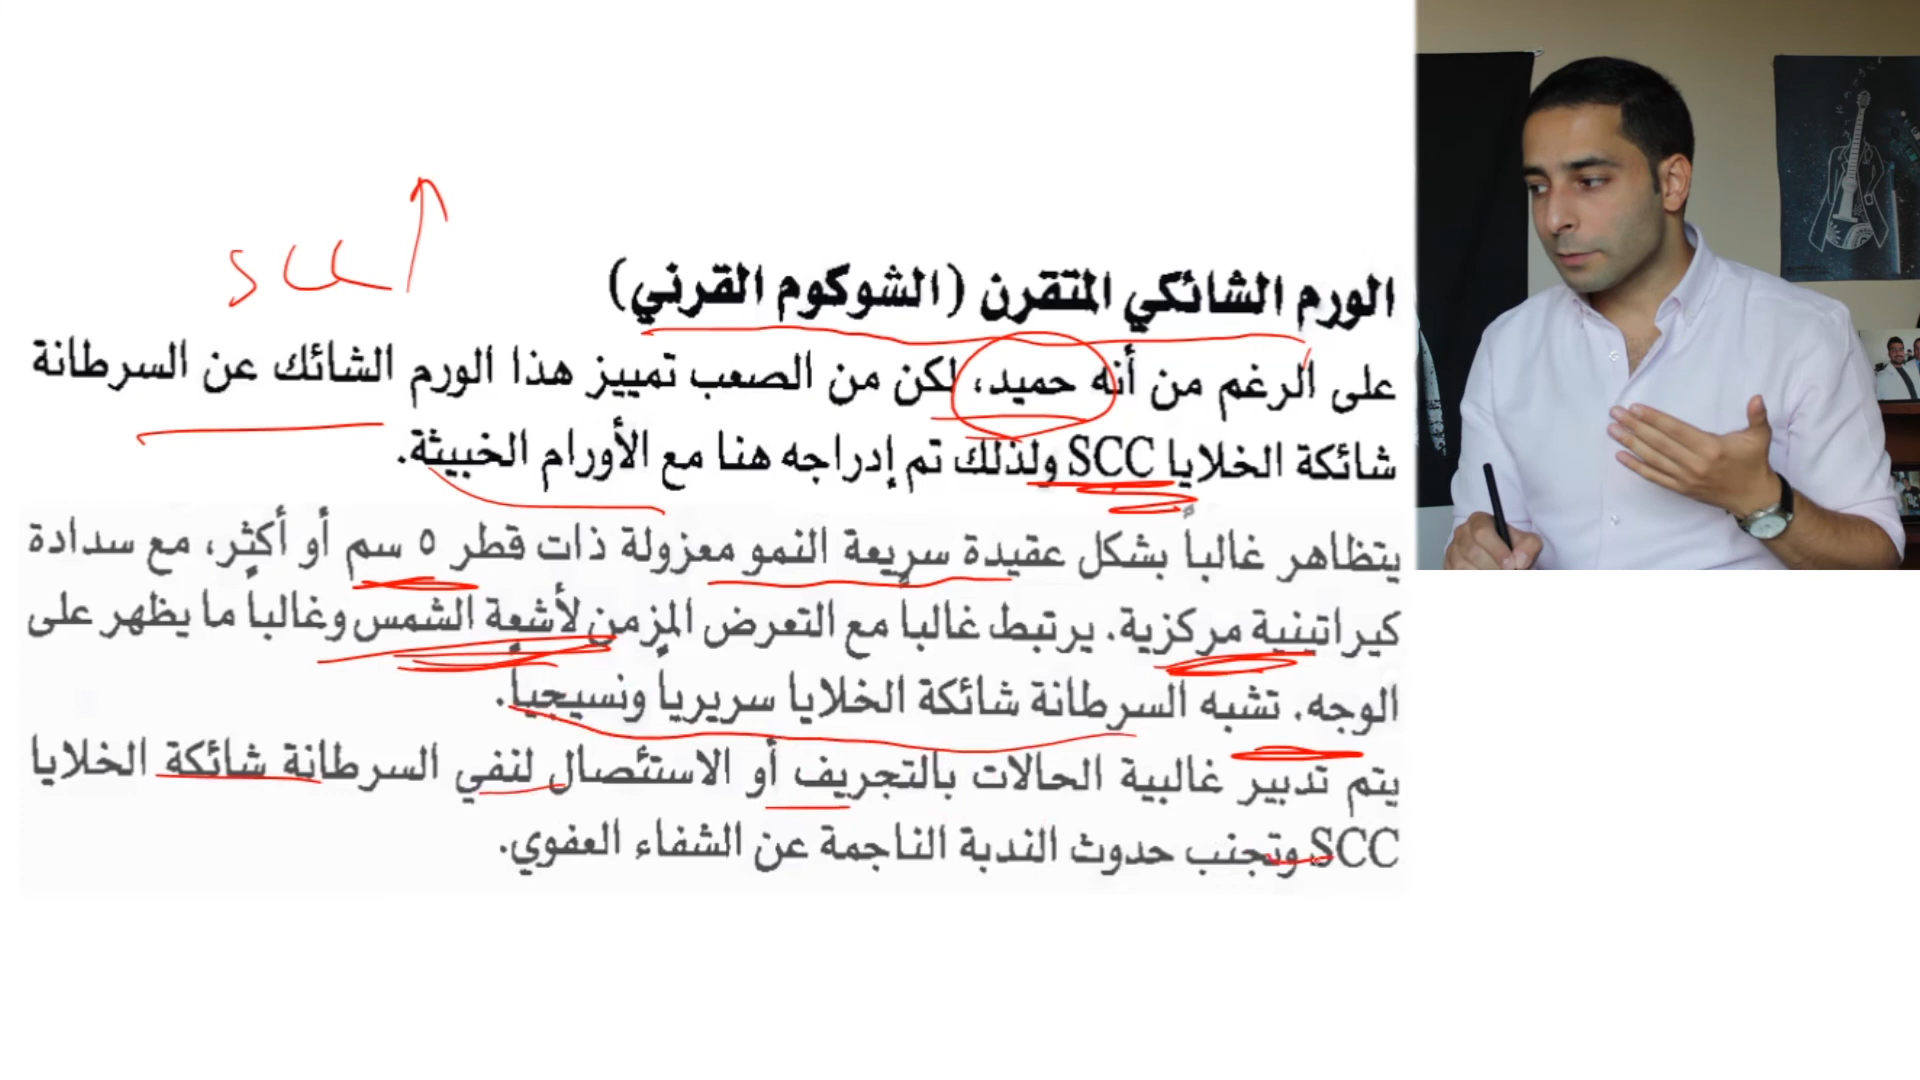 SCC
الورم الشائكي المتقرن (الشوكوم القرني)
على الرغم من أنه حميد، لكن من الصعب تمييز هذا الورم الشائك عن السرطانة
شائكة الخلايا SCC ولذلك تم إدراجه هنا مع الأورام الخبيثة.
يتظاهر غالباً بشكل عقيدة سريعة النمو معزولة ذات قطر ٥ سم أو أكثر، مع سدادة
كيراتينية مركزية. يرتبط غالبا مع التعرض المزمن لأشعة الشمس وغالباً ما يظهر على
الوجه. تشبه السرطانة شائكة الخلايا سريرياً ونسيجياً.
يتم تدبير غالبية الحالات بالتجريف أو الاستئصال لنفي السرطانة شائكة الخلايا
SCC وتجنب حدوث الندبة الناجمة عن الشفاء العفوي.